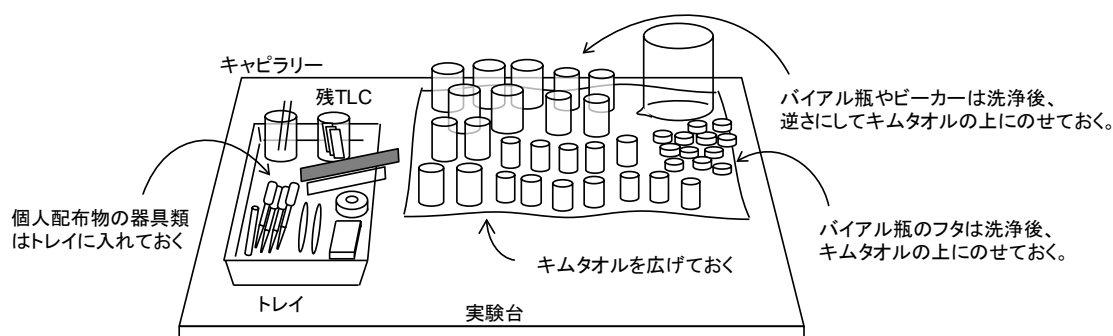 キャピラリー
残TLC
バイアル瓶やビーカーは洗浄後、
逆さにしてキムタオルの上にのせておく。
個人配布物の器具類
はトレイに入れておく
バイアル瓶のフタは洗浄後、
キムタオルの上にのせておく。
キムタオルを広げておく
トレイ
実験台